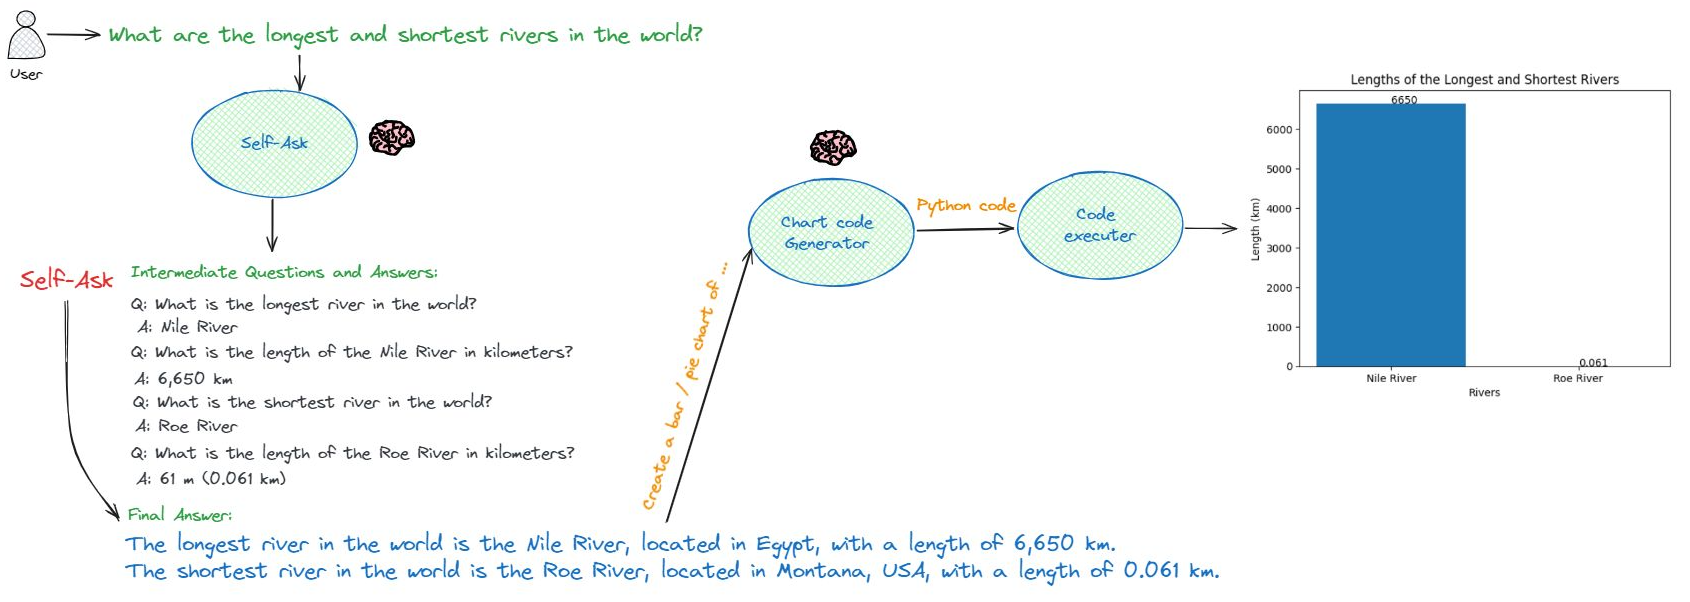 What are the longest and shortest rivers in the world?
User
Self-Ask
Self-Ask
Intermediate Questions and Answers:
Q: What is the longest river in the world?
A: Nile River
Q: What is the length of the Nile River in kilometers?
A: 6,650 km
Q: What is the shortest river in the world?
A: Roe River
Q: What is the length of the Roe River in kilometers?
A: 61 m (0.061 km)
Final Answer:
The longest river in the world is the Nile River, located in Egypt, with a length of 6,650 km.
The shortest river in the world is the Roe River, located in Montana, USA, with a length of 0.061 km.
Create a bar / pie chart of ...
Chart code
Generator
Python code
Code
executer
Lengths of the Longest and Shortest Rivers
6650
6000
5000
4000
3000
2000
1000
0
Length (km)
0.061
Nile River
Roe River
Rivers